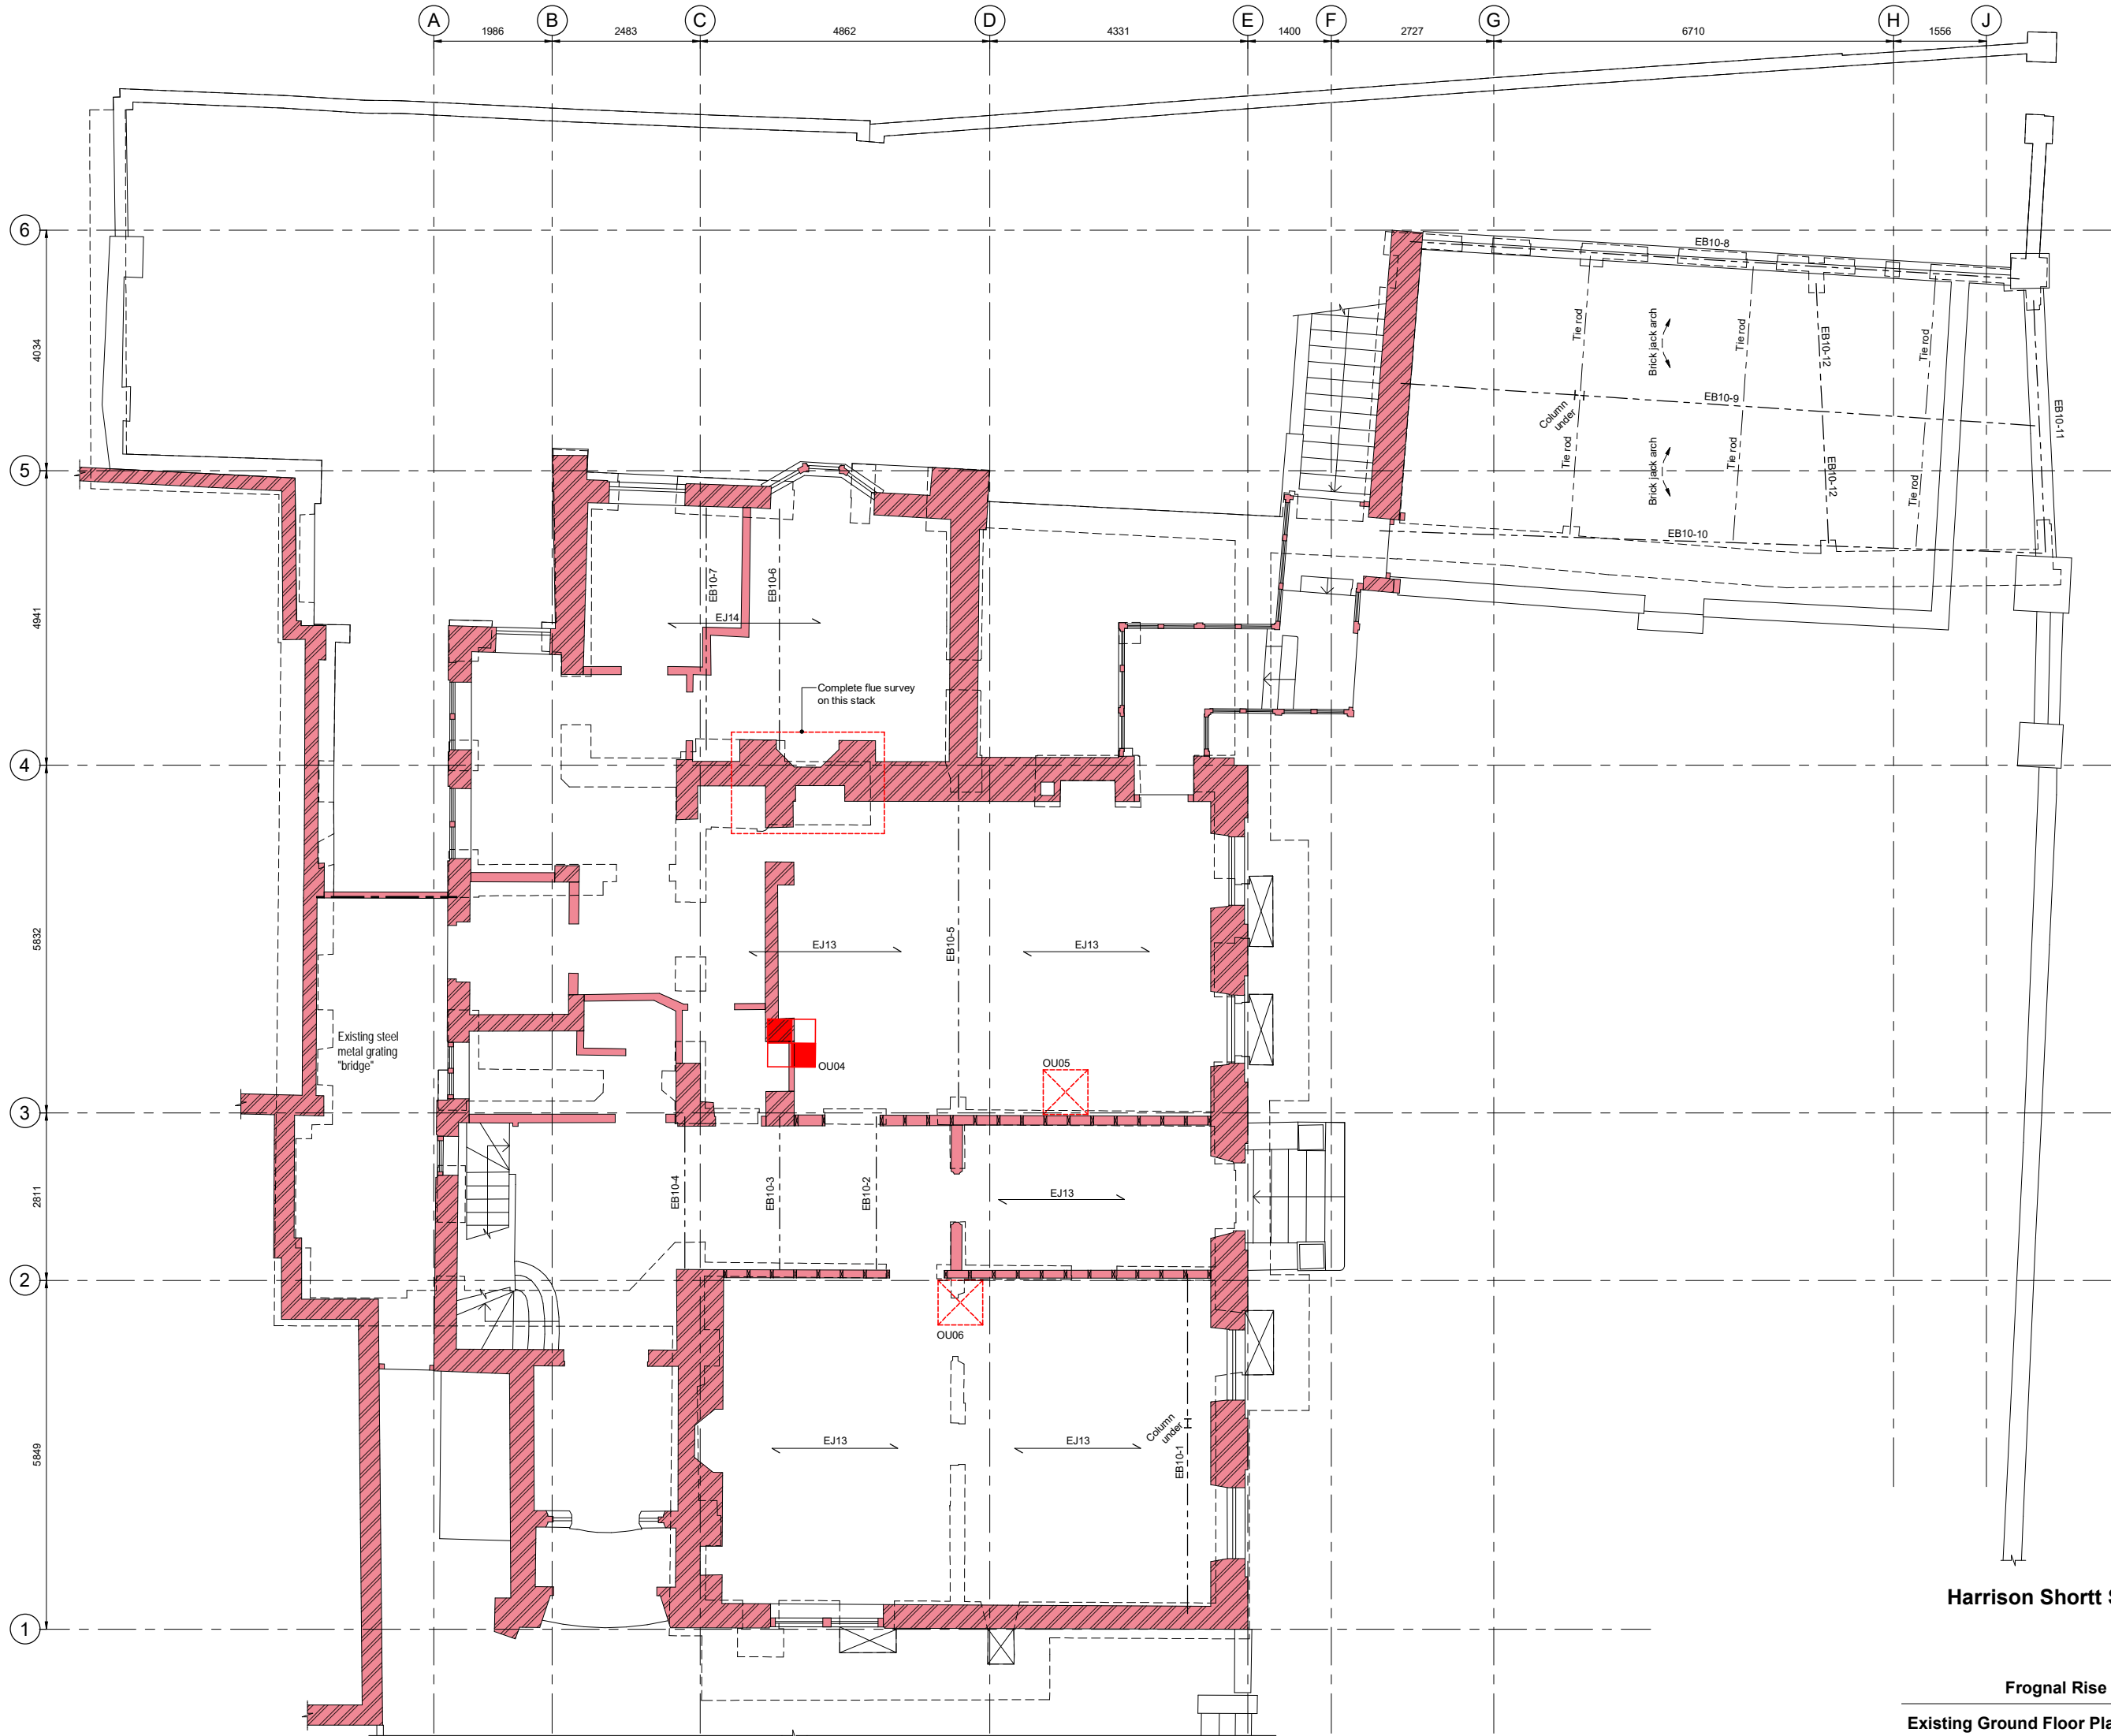 A
B
C
D
E
F
G
H
J
1986
2483
4862
4331
1400
2727
6710
1556
6
5
4
3
2
1
4034
4941
5832
2811
5849
EB10-8
Tie rod
Brick jack arch
Tie rod
EB10-12
Tie rod
EB10-9
Column
under
EB10-11
Tie rod
Brick jack arch
Tie rod
EB10-12
Tie rod
EB10-10
EB10-7
EB10-6
EJ14
Complete flue survey
on this stack
EJ13
EB10-5
EJ13
Existing steel
metal grating
"bridge"
OU04
OU05
EB10-4
EB10-3
EB10-2
EJ13
OU06
EJ13
EJ13
Column
under
EB10-1
Harrison Shortt S
Frognal Rise
Existing Ground Floor Pla